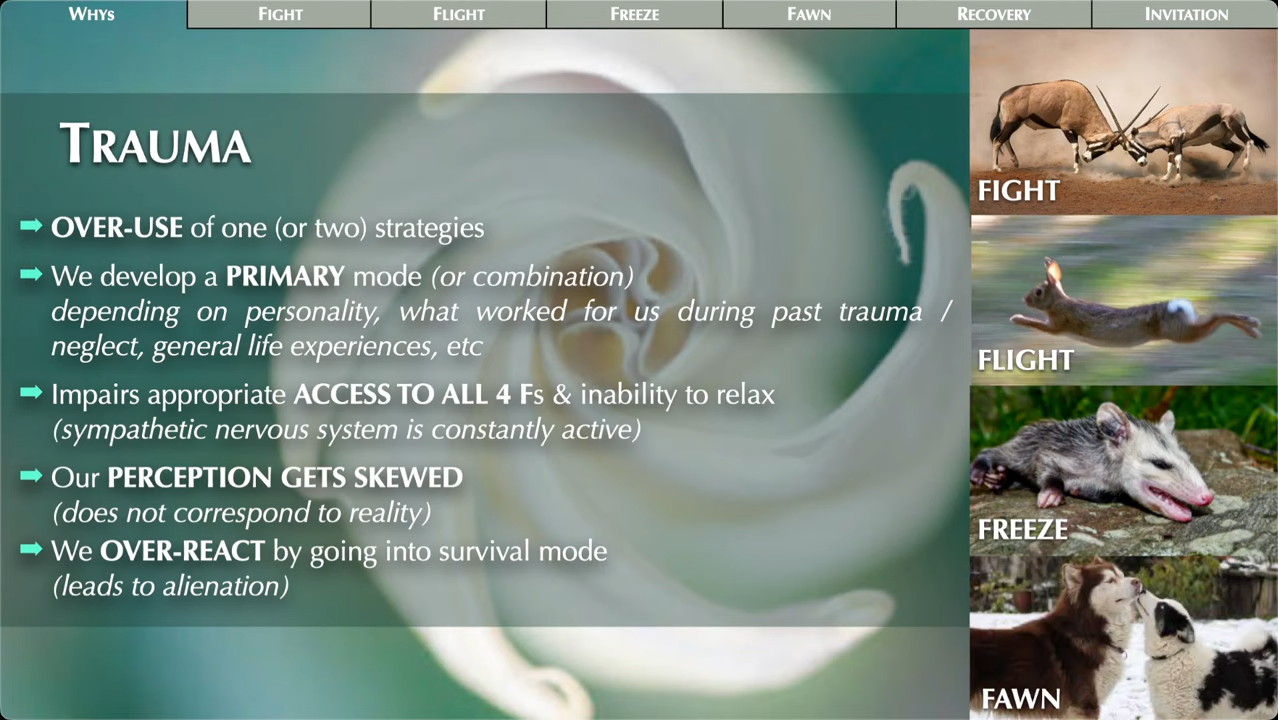 WHYS
FIGHT
FLIGHT
FREEZE
FAWN
RECOVERY
INVITATION
TRAUMA
➡ OVER-USE of one (or two) strategies
➡ We develop a PRIMARY mode (or combination)
depending on personality, what worked for us during past trauma /
neglect, general life experiences, etc
➡ Impairs appropriate ACCESS TO ALL 4 Fs & inability to relax
(sympathetic nervous system is constantly active)
➡ Our PERCEPTION GETS SKEWED
(does not correspond to reality)
➡ We OVER-REACT by going into survival mode
(leads to alienation)
FIGHT
FLIGHT
FREEZE
FAWN